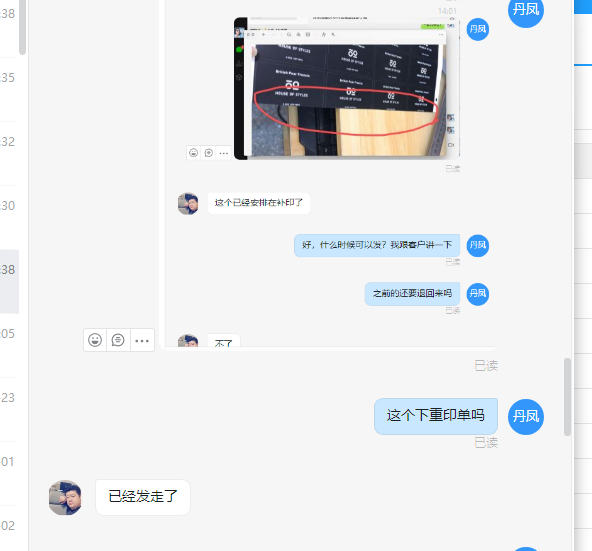 :38
丹凤
14:01
丹凤
HOUSE OF STYLES
HOUSE OF STYLES
已读
:35
:32
这个已经安排在补印了
:30
好，什么时候可以发？我跟客户讲一下
丹凤
已读
:38
之前的还要退回来吗
丹凤
已读
:05
不了
已读
:23
这个下重印单吗
丹凤
已读
:01
已经发走了
:02